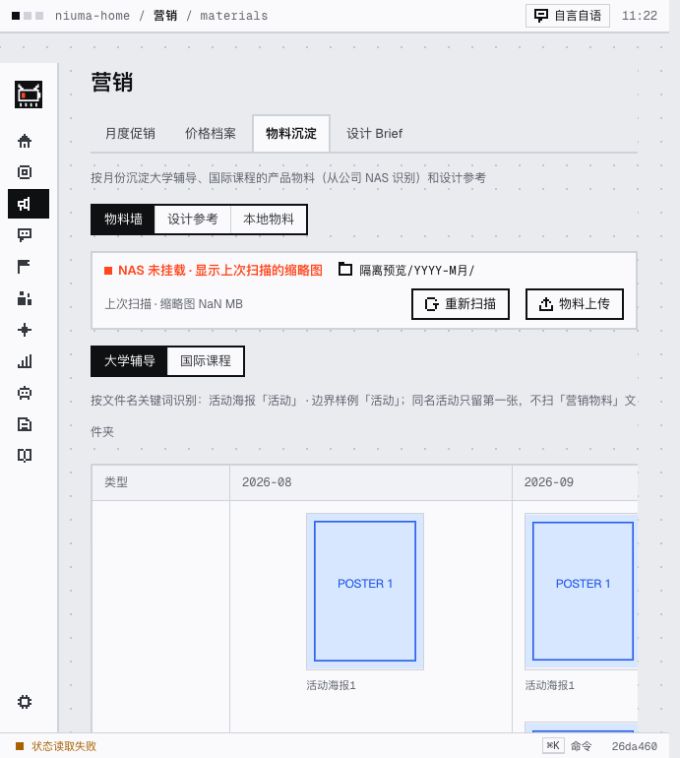 niuma-home / 营销 / materials
自言自语
11:22
营销
月度促销 价格档案 物料沉淀 设计 Brief
按月份沉淀大学辅导、国际课程的产品物料（从公司 NAS 识别）和设计参考
物料墙 设计参考 本地物料
NAS 未挂载 · 显示上次扫描的缩略图
隔离预览/YYYY-M月/
上次扫描 · 缩略图 NaN MB
重新扫描
物料上传
大学辅导 国际课程
按文件名关键词识别：活动海报「活动」 · 边界样例「活动」；同名活动只留第一张，不扫「营销物料」文
件夹
类型 2026-08 2026-09
POSTER 1 POSTER 1
活动海报1 活动海报1
状态读取失败
⌘K 命令 26da460